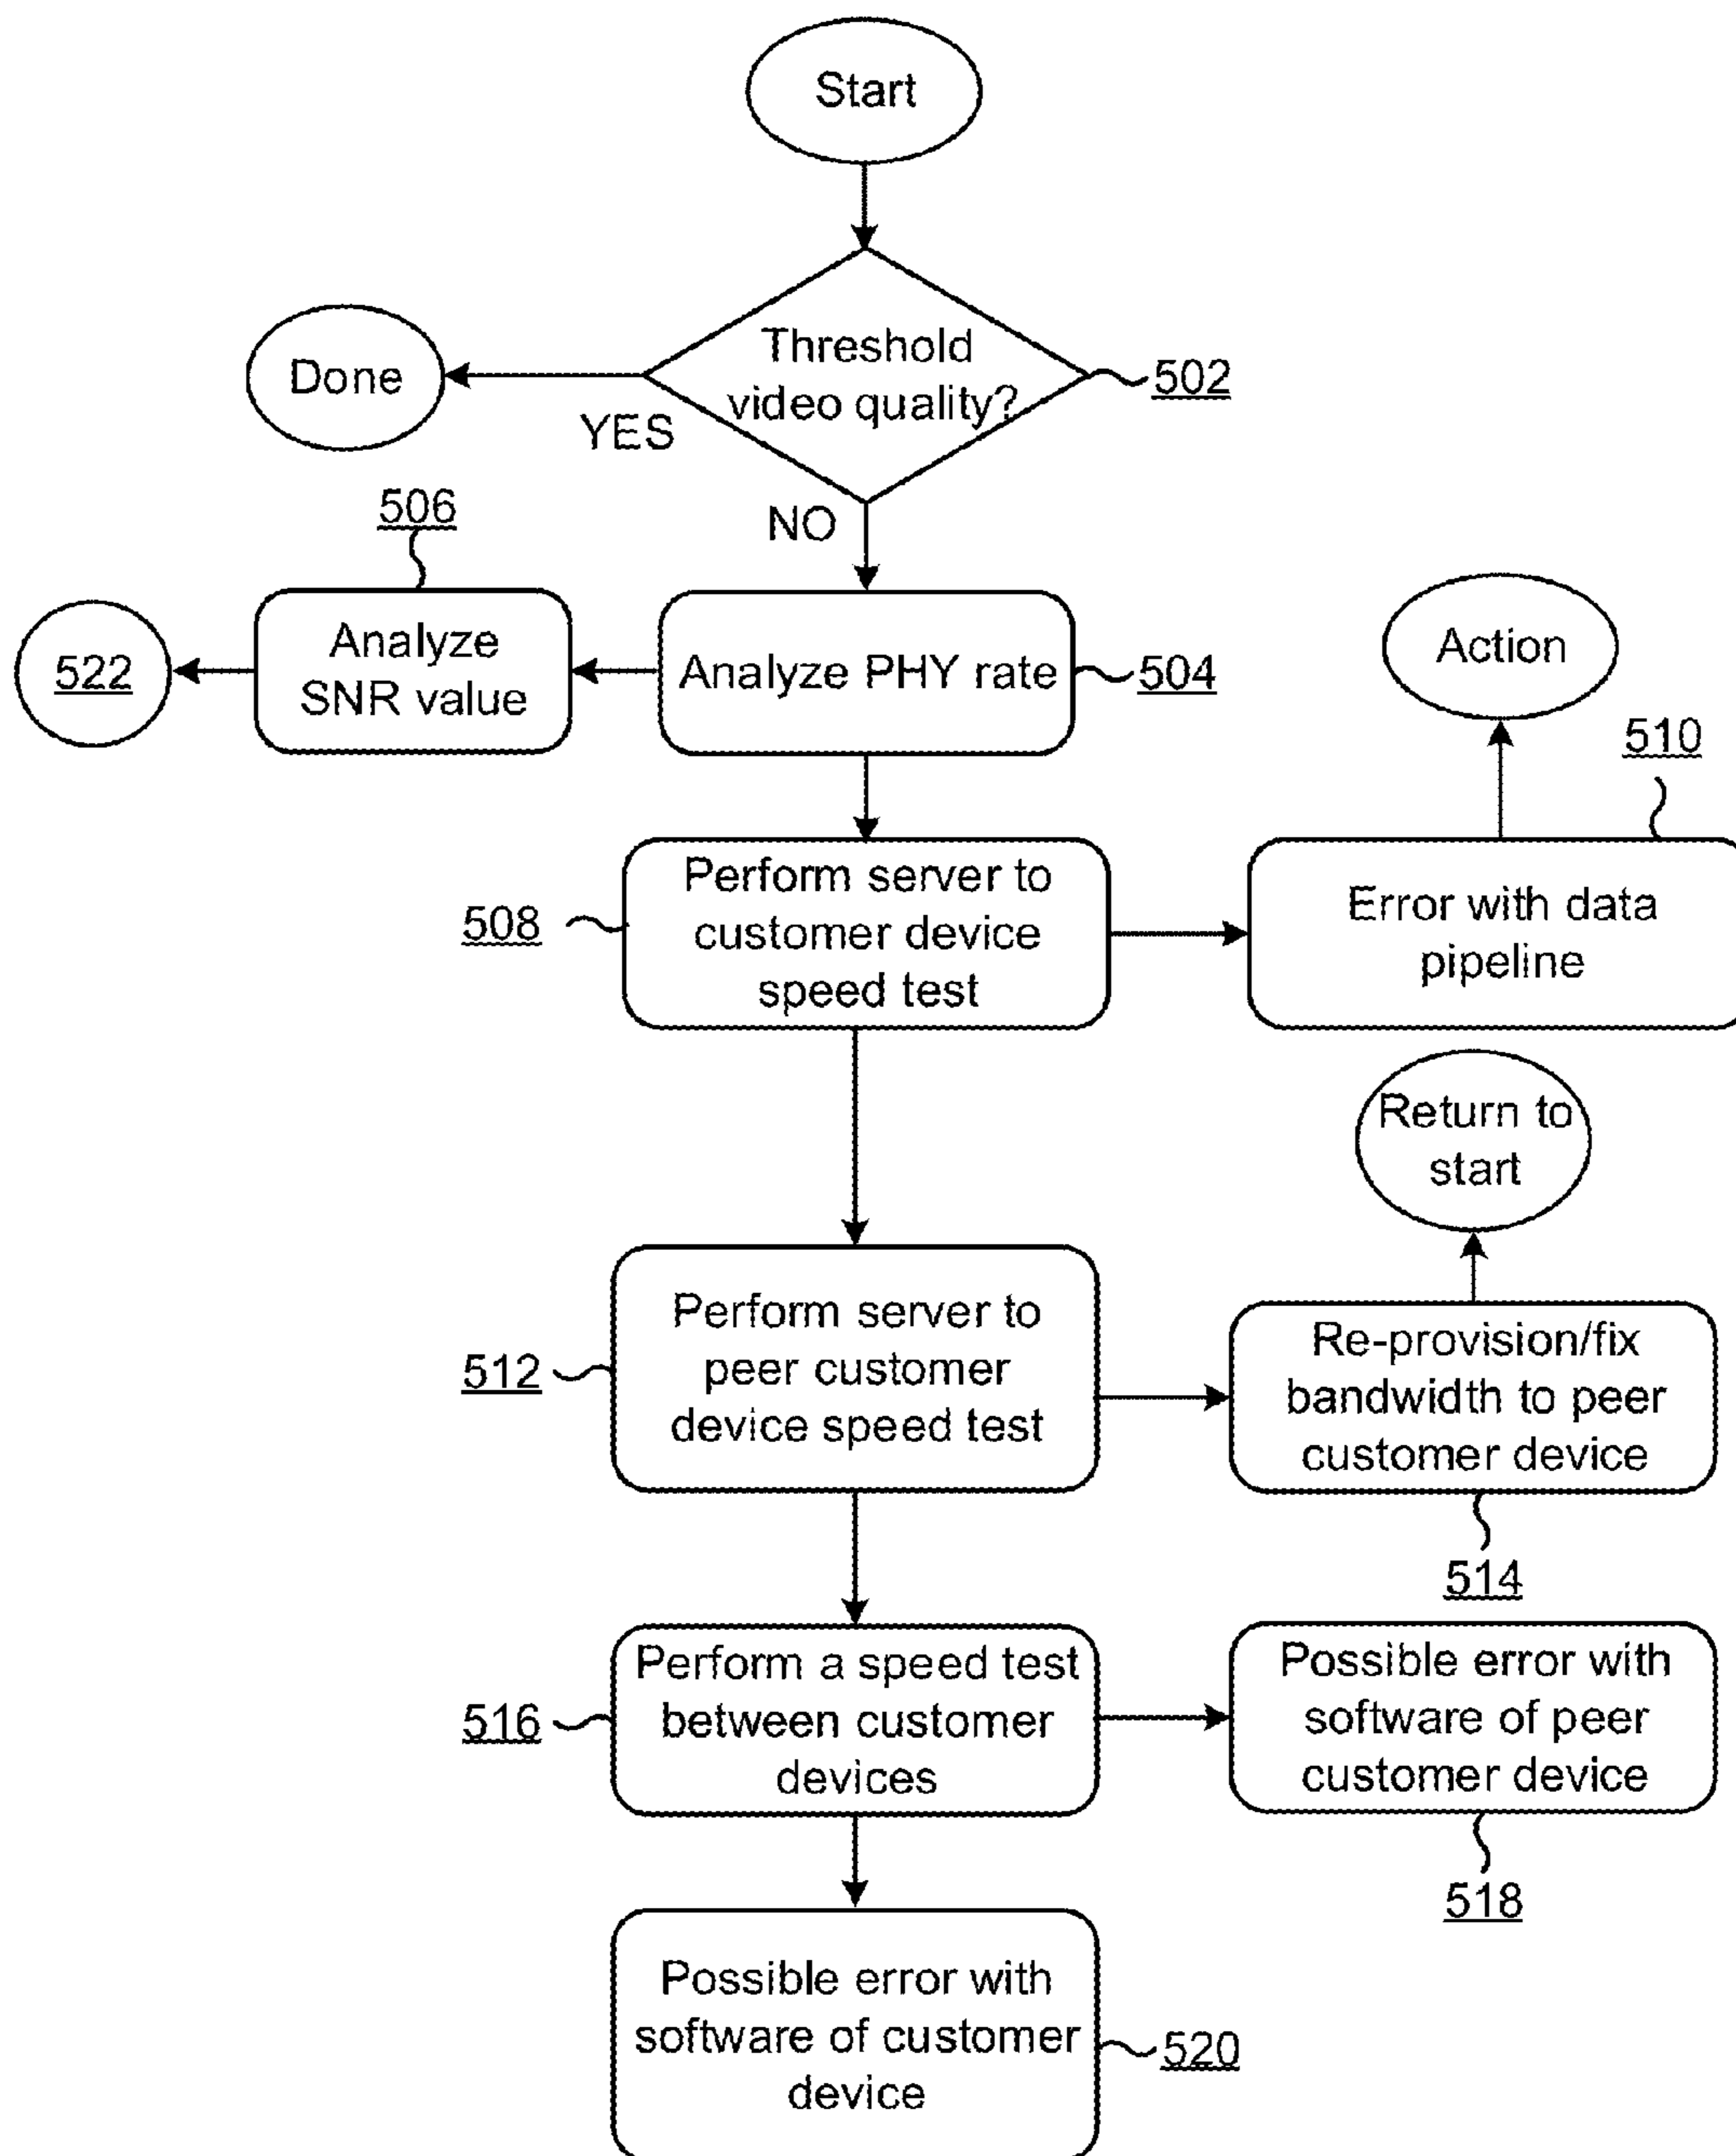 Start
Threshold
video quality?
502
Done
YES
NO
506
522
Analyze
SNR value
Analyze PHY rate
504
Action
510
508
Perform server to
customer device
speed test
Error with data
pipeline
Return to
start
512
Perform server to
peer customer
device speed test
Re-provision/fix
bandwidth to peer
customer device
514
516
Perform a speed test
between customer
devices
Possible error with
software of peer
customer device
518
Possible error with
software of customer
device
520